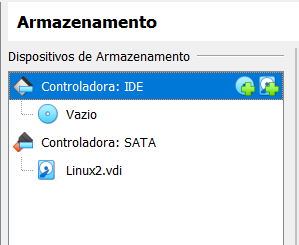 Armazenamento
Dispositivos de Armazenamento
Controladora: IDE
Vazio
Controladora: SATA
Linux2.vdi